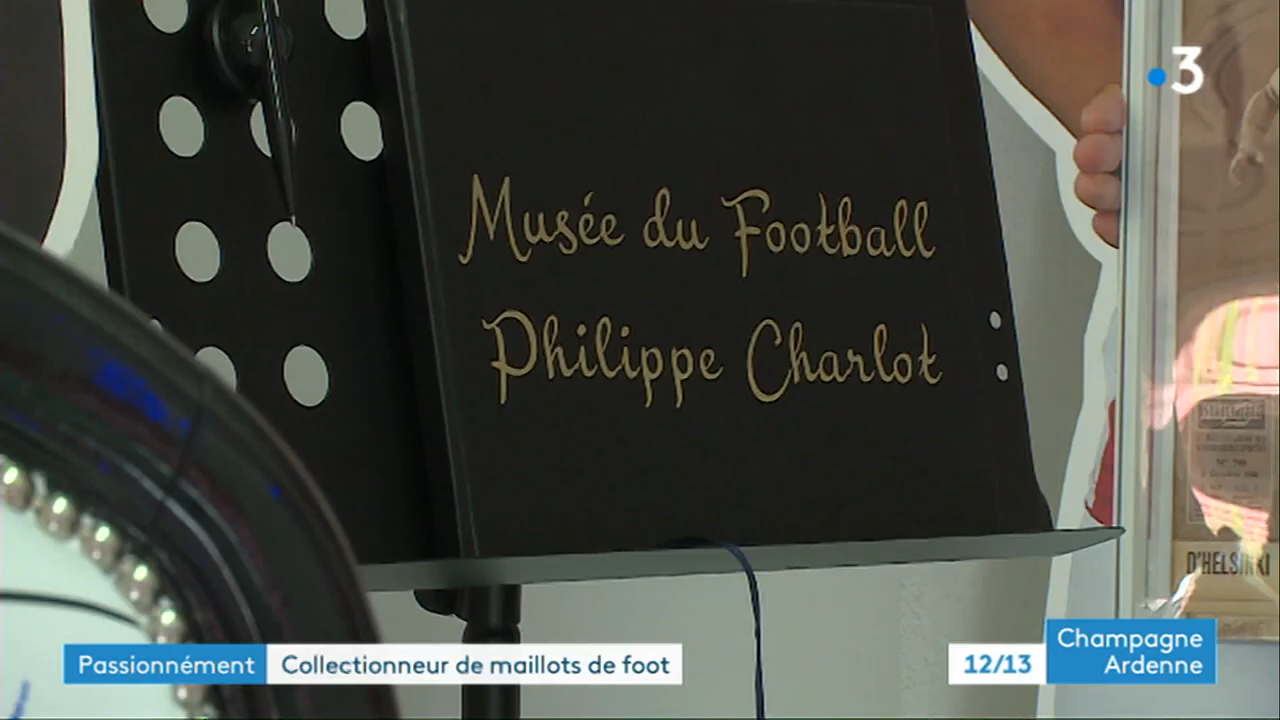 3
Musée du Football
Philippe Charlot
D'HELSINKI
Passionnément
Collectionneur de maillots de foot
12/13
Champagne
Ardenne